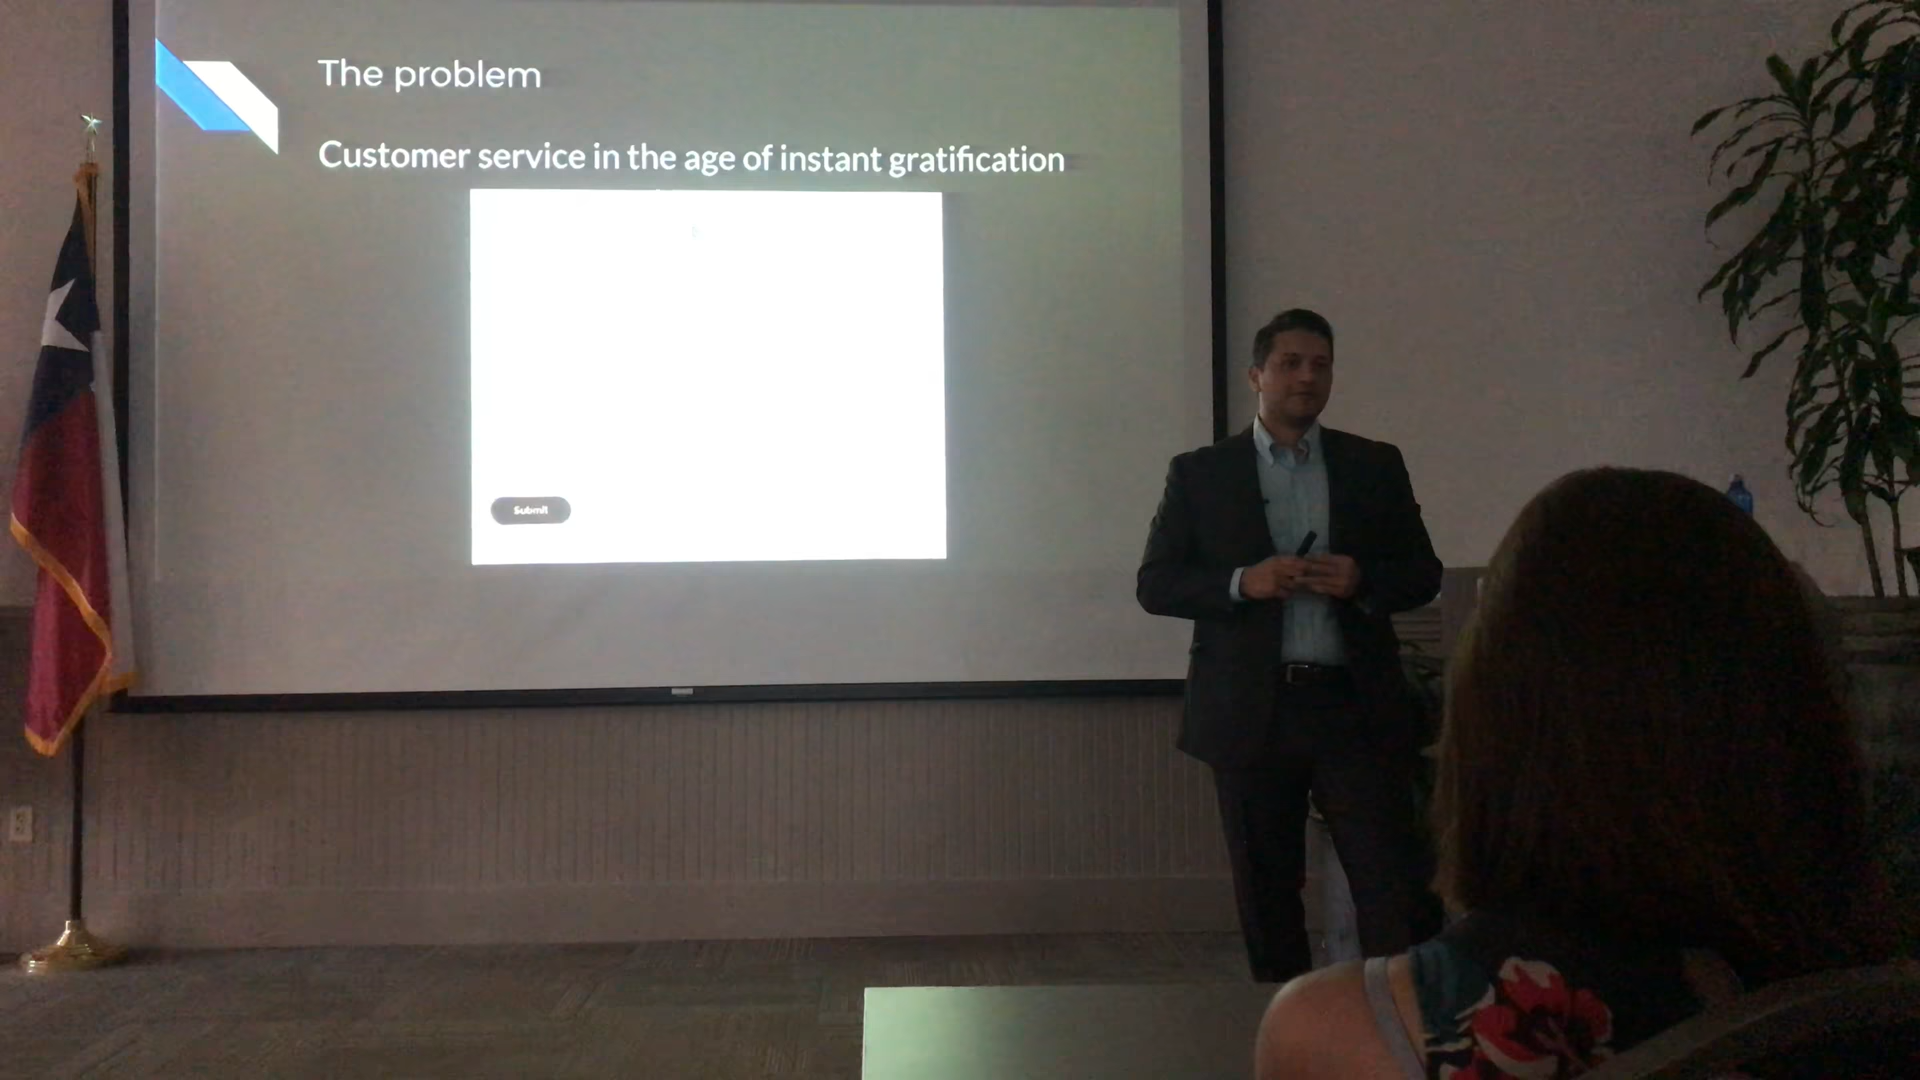 The problem
Customer service in the age of instant gratification
Submit